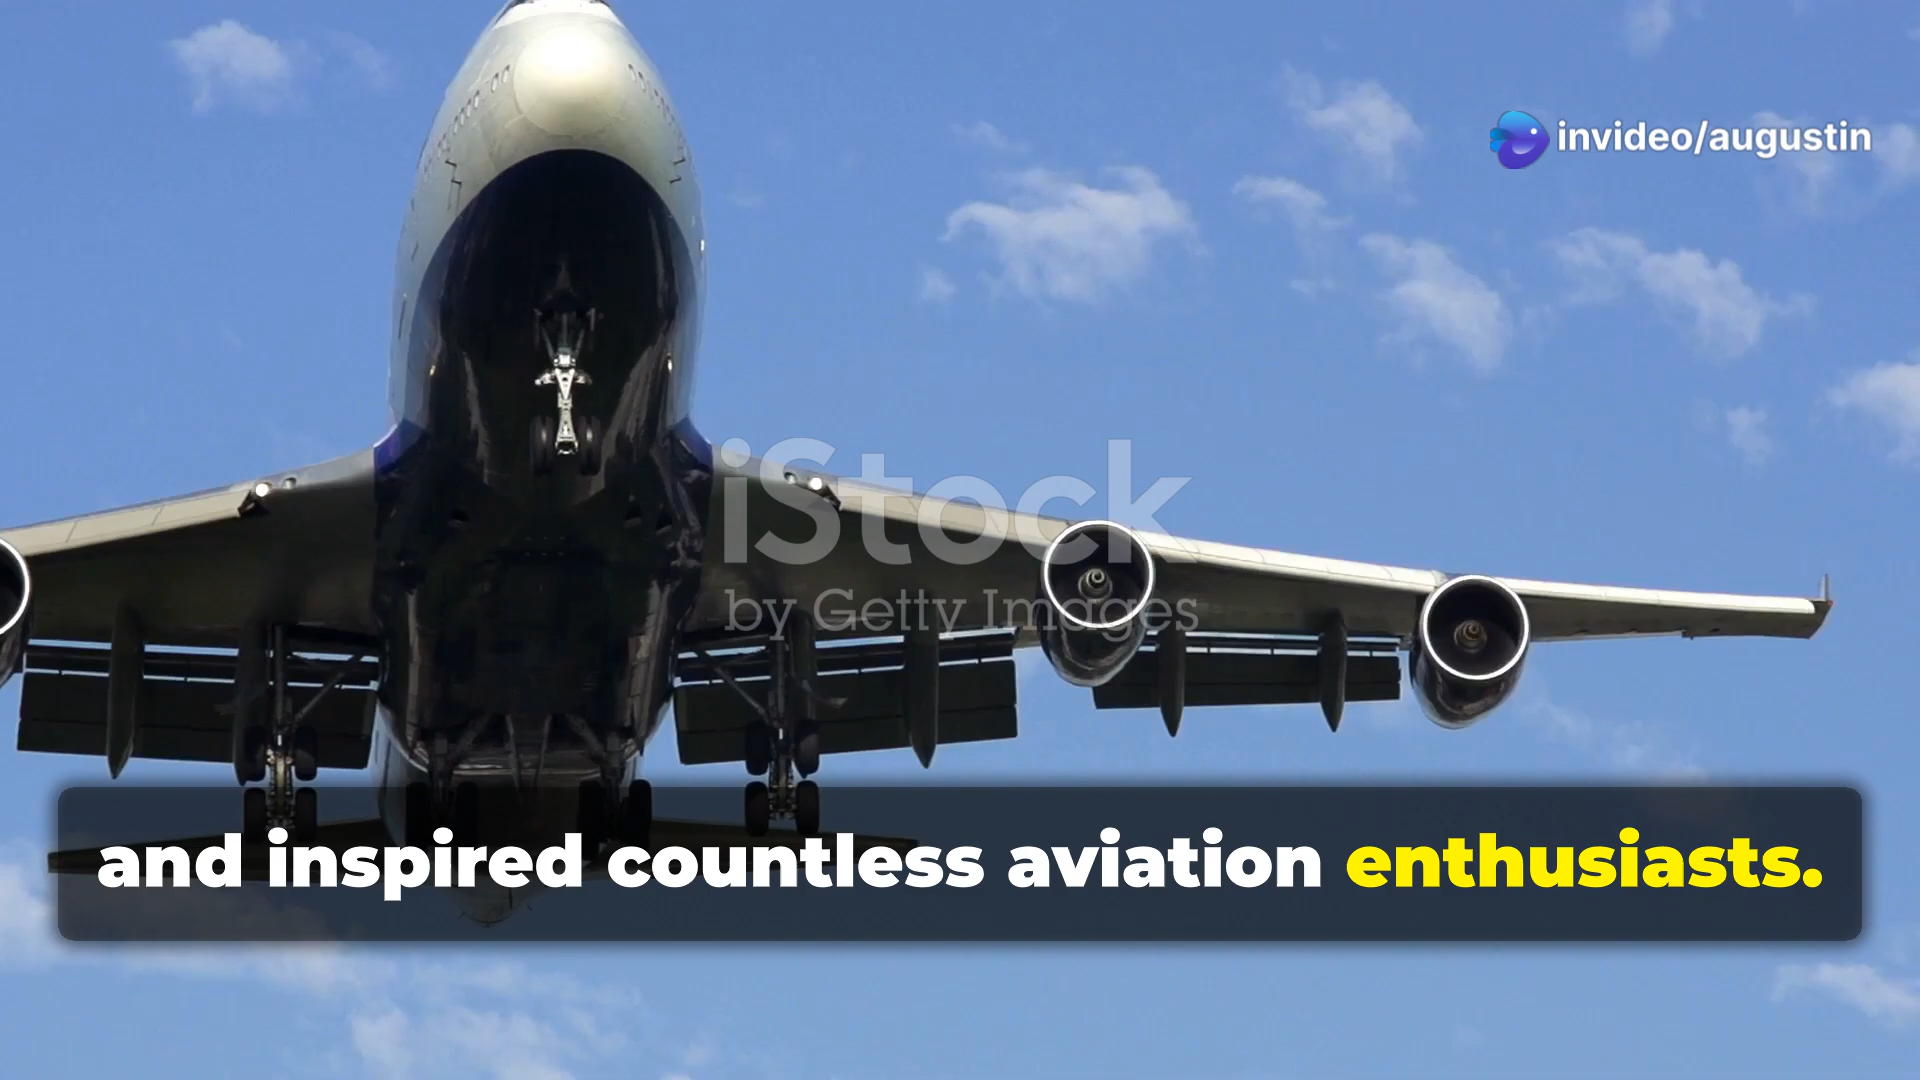 invideo/augustin
iStock
by Getty Images
and inspired countless aviation enthusiasts.